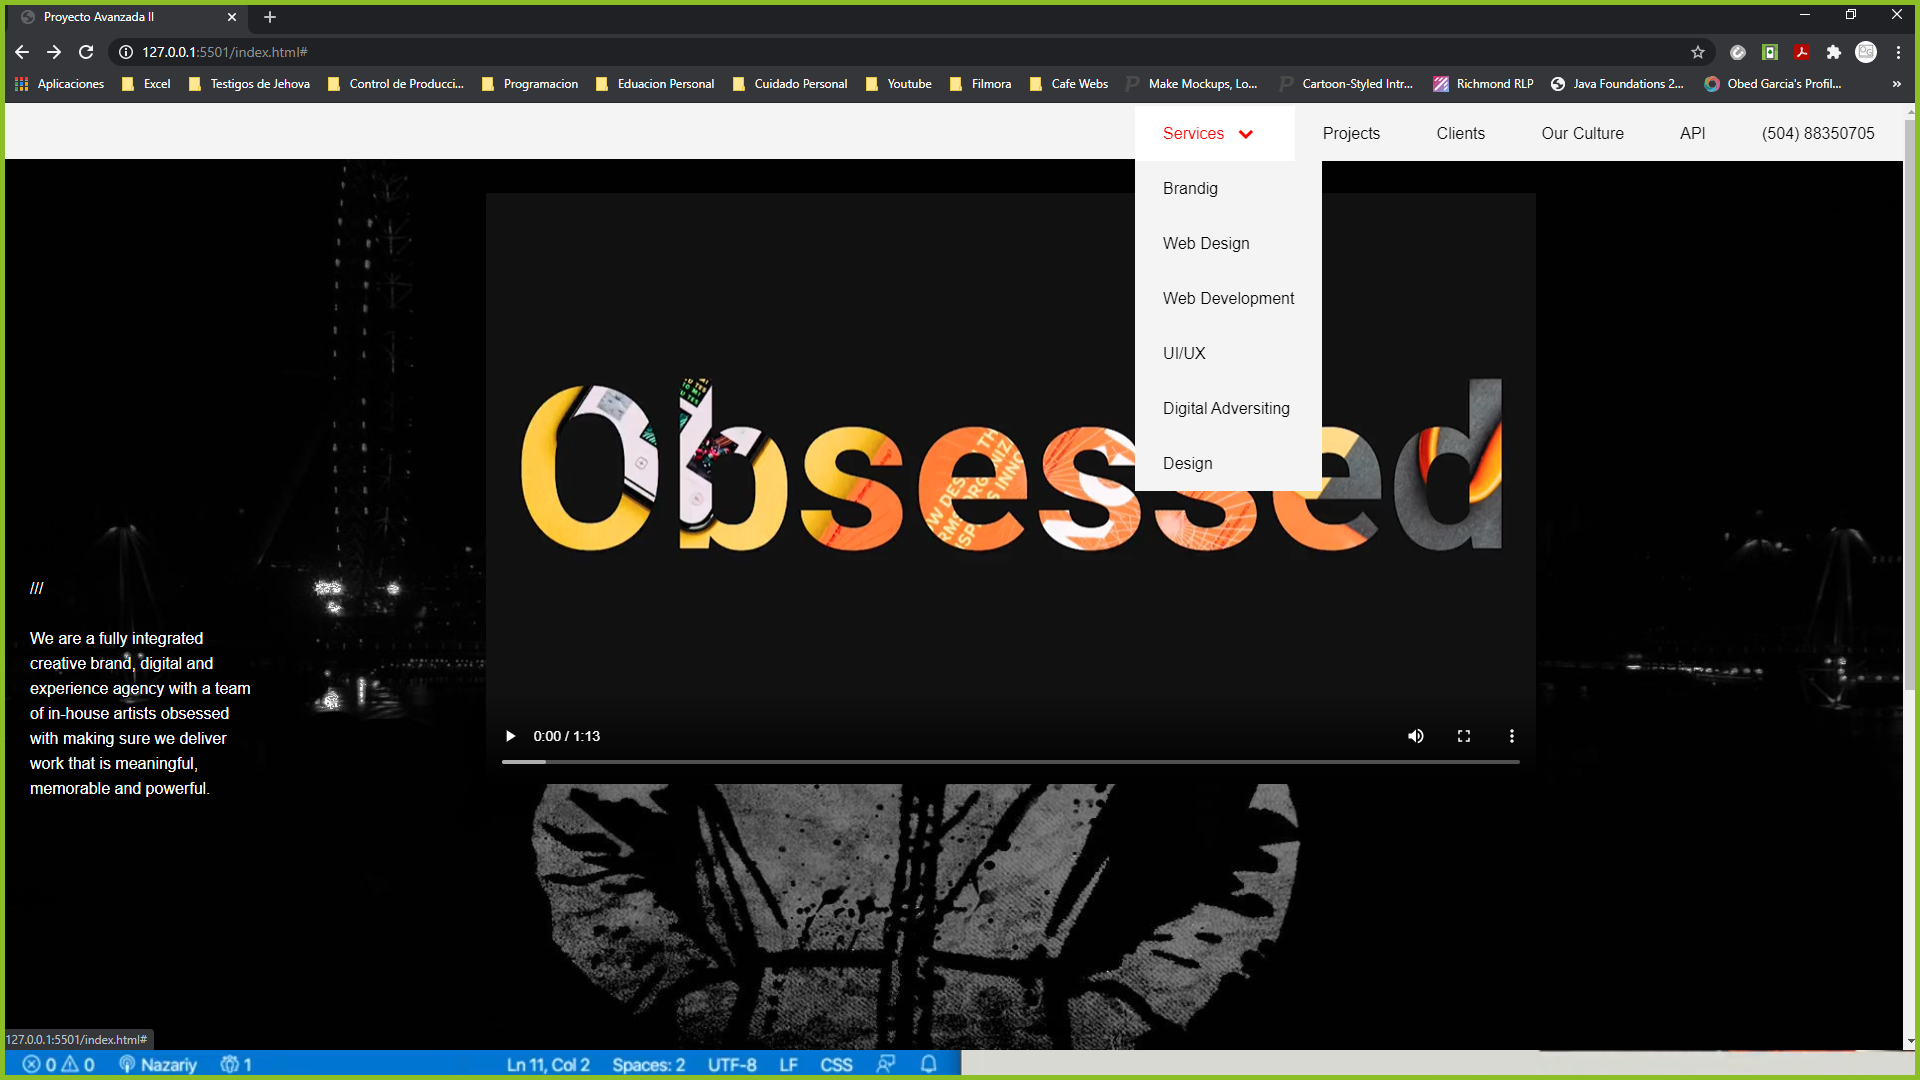 Proyecto Avanzada II
127.0.0.1:5501/index.html#
Aplicaciones Excel Testigos de Jehova Control de Producci... Programacion Eduacion Personal Cuidado Personal Youtube Filmora Cafe Webs Make Mockups, Lo... Cartoon-Styled Intr... Richmond RLP Java Foundations 2... Obed Garcia's Profil... »
Services Projects Clients Our Culture API (504) 88350705
Brandig
Web Design
Web Development
UI/UX
Digital Adversiting
Design
Obsessed
///
We are a fully integrated
creative brand, digital and
experience agency with a team
of in-house artists obsessed
with making sure we deliver
work that is meaningful,
memorable and powerful.
0:00 / 1:13
127.0.0.1:5501/index.html#
0 0 Nazariy 1 Ln 11, Col 2 Spaces: 2 UTF-8 LF CSS